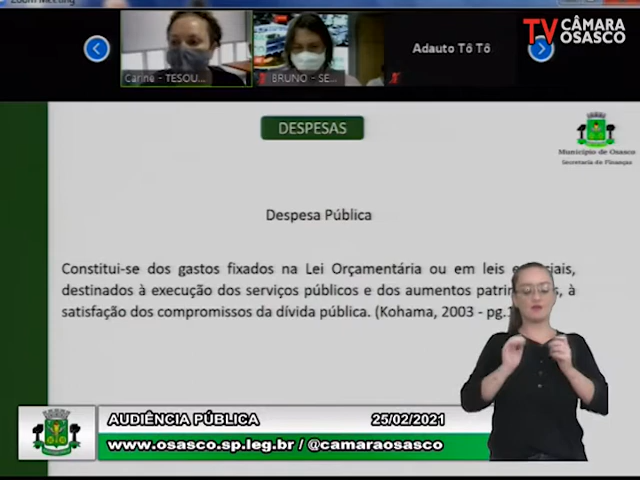 Zoom Meeting
TV CÂMARA
OSASCO
Carine - TESOU...
BRUNO - SE...
Adauto Tô Tô
DESPESAS
Município de Osasco
Secretaria de Finanças
Despesa Pública
Constitui-se dos gastos fixados na Lei Orçamentária ou em leis
destinados à execução dos serviços públicos e dos aumentos à
satisfação dos compromissos da dívida pública. (Kohama, 2003 - pg.
AUDIÊNCIA PÚBLICA 25/02/2021
www.osasco.sp.leg.br / @camaraosasco